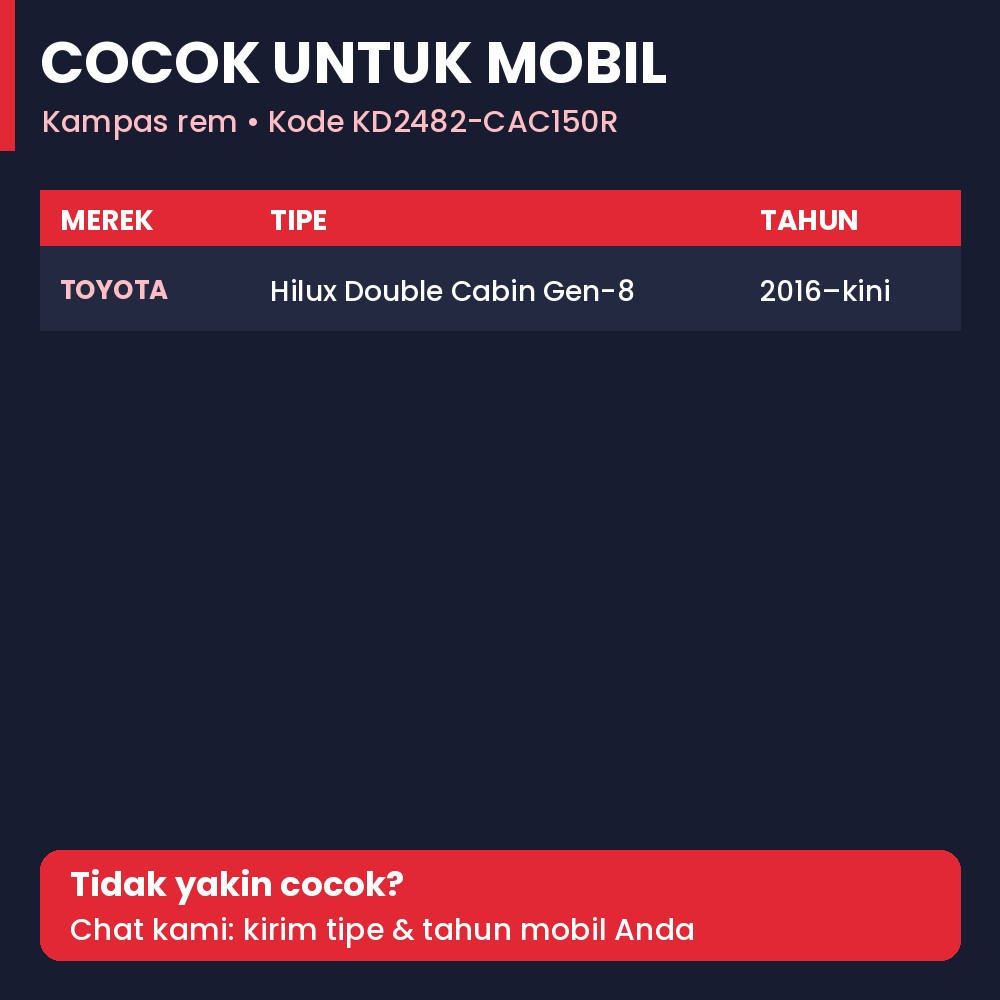 COCOK UNTUK MOBIL
Kampas rem • Kode KD2482-CAC150R
MEREK TIPE TAHUN
TOYOTA Hilux Double Cabin Gen-8 2016–kini
Tidak yakin cocok?
Chat kami: kirim tipe & tahun mobil Anda